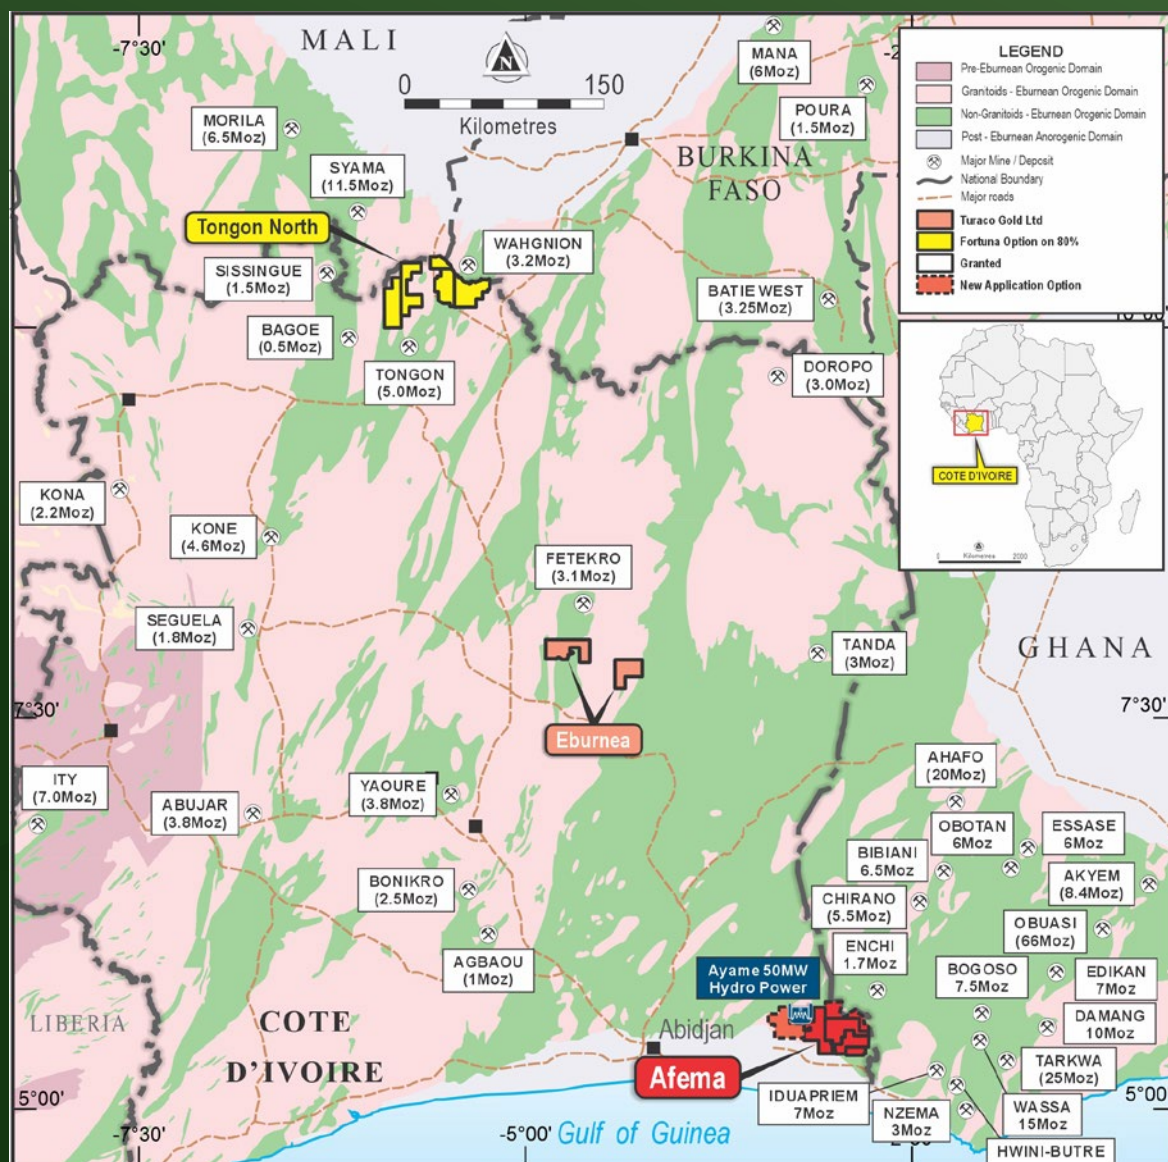 -7°30'
MALI
N
0 150
Kilometres
MANA
(6Moz)
POURA
(1.5Moz)
BURKINA
FASO
LEGEND
Pre-Eburnean Orogenic Domain
Granitoids - Eburnean Orogenic Domain
Non-Granitoids - Eburnean Orogenic Domain
Post - Eburnean Anorogenic Domain
Major Mine / Deposit
National Boundary
Major roads
Turaco Gold Ltd
Fortuna Option on 80%
Granted
New Application Option
MORILA
(6.5Moz)
SYAMA
(11.5Moz)
Tongon North
WAHGNION
(3.2Moz)
SISSINGUE
(1.5Moz)
BATIE WEST
(3.25Moz)
BAGOE
(0.5Moz)
TONGON
(5.0Moz)
DOROPO
(3.0Moz)
COTE D'IVOIRE
0 Kilometres 2000
KONA
(2.2Moz)
KONE
(4.6Moz)
FETEKRO
(3.1Moz)
SEGUELA
(1.8Moz)
TANDA
(3Moz)
GHANA
7°30'
7°30'
Eburnea
ITY
(7.0Moz)
ABUJAR
(3.8Moz)
YAOURE
(3.8Moz)
AHAFO
(20Moz)
OBOTAN
6Moz
ESSASE
6Moz
BIBIANI
6.5Moz
AKYEM
(8.4Moz)
BONIKRO
(2.5Moz)
CHIRANO
(5.5Moz)
OBUASI
(66Moz)
AGBAOU
(1Moz)
ENCHI
1.7Moz
Ayame 50MW
Hydro Power
BOGOSO
7.5Moz
EDIKAN
7Moz
LIBERIA
COTE
D'IVOIRE
Abidjan
DAMANG
10Moz
Afema
TARKWA
(25Moz)
IDUAPRIEM
7Moz
NZEMA
3Moz
WASSA
15Moz
5°00'
5°00'
-7°30'
-5°00'
Gulf of Guinea
HWINI-BUTRE